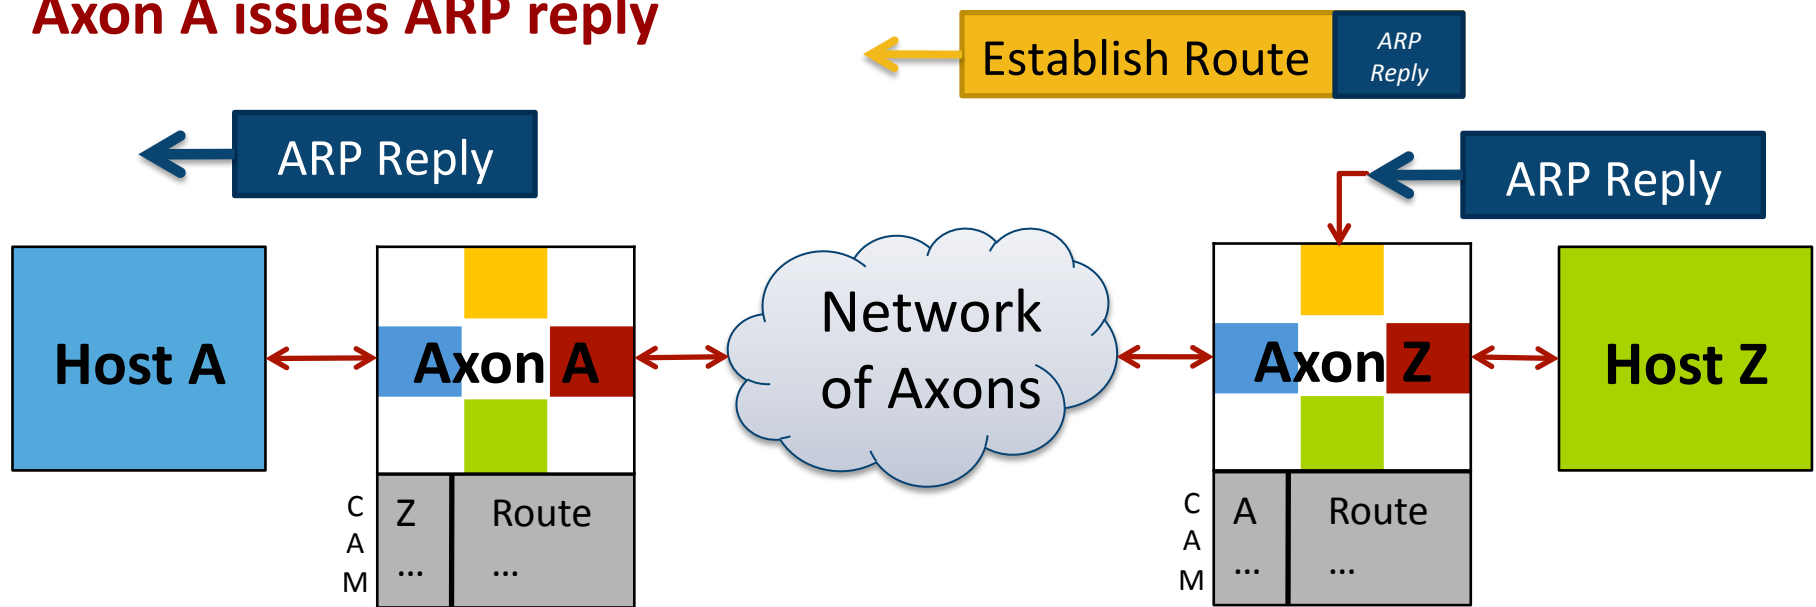 Axon A issues ARP reply
Establish Route
ARP
Reply
ARP Reply
ARP Reply
Host A
Axon A
Network
of Axons
Axon Z
Host Z
C
A
M
Z
Route
...
...
C
A
M
A
Route
...
...